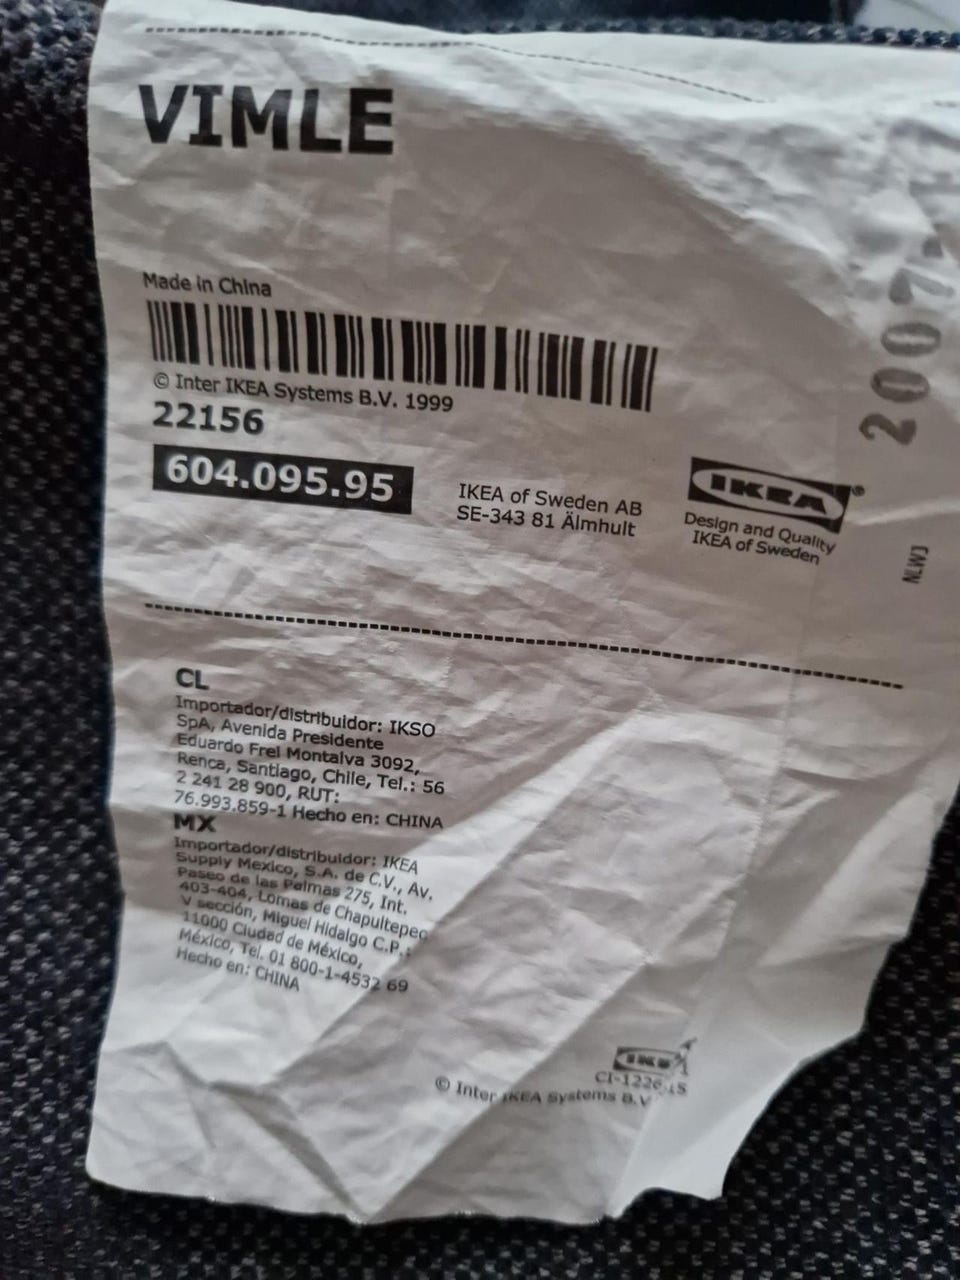 VIMLE
Made in China
© Inter IKEA Systems B.V. 1999
22156
604.095.95
IKEA of Sweden AB
SE-343 81 Älmhult
IKEA®
Design and Quality
IKEA of Sweden
2007-
NLWJ
CL
Importador/distribuidor: IKSO
SpA, Avenida Presidente
Eduardo Frei Montalva 3092,
Renca, Santiago, Chile, Tel.: 56
2 241 28 900, RUT:
76.993.859-1 Hecho en: CHINA
MX
Importador/distribuidor: IKEA
Supply Mexico, S.A. de C.V., Av.
Paseo de las Palmas 275, Int.
403-404, Lomas de Chapultepec
V sección, Miguel Hidalgo C.P.:
11000 Ciudad de México,
México, Tel. 01 800-1-4532 69
Hecho en: CHINA
IKEA
© Inter IKEA Systems B.V